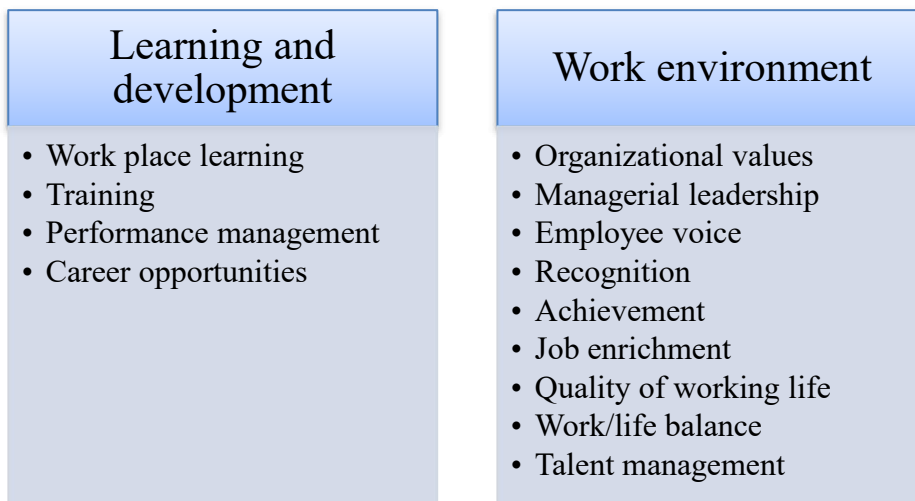 Learning and
development
• Work place learning
• Training
• Performance management
• Career opportunities
Work environment
• Organizational values
• Managerial leadership
• Employee voice
• Recognition
• Achievement
• Job enrichment
• Quality of working life
• Work/life balance
• Talent management